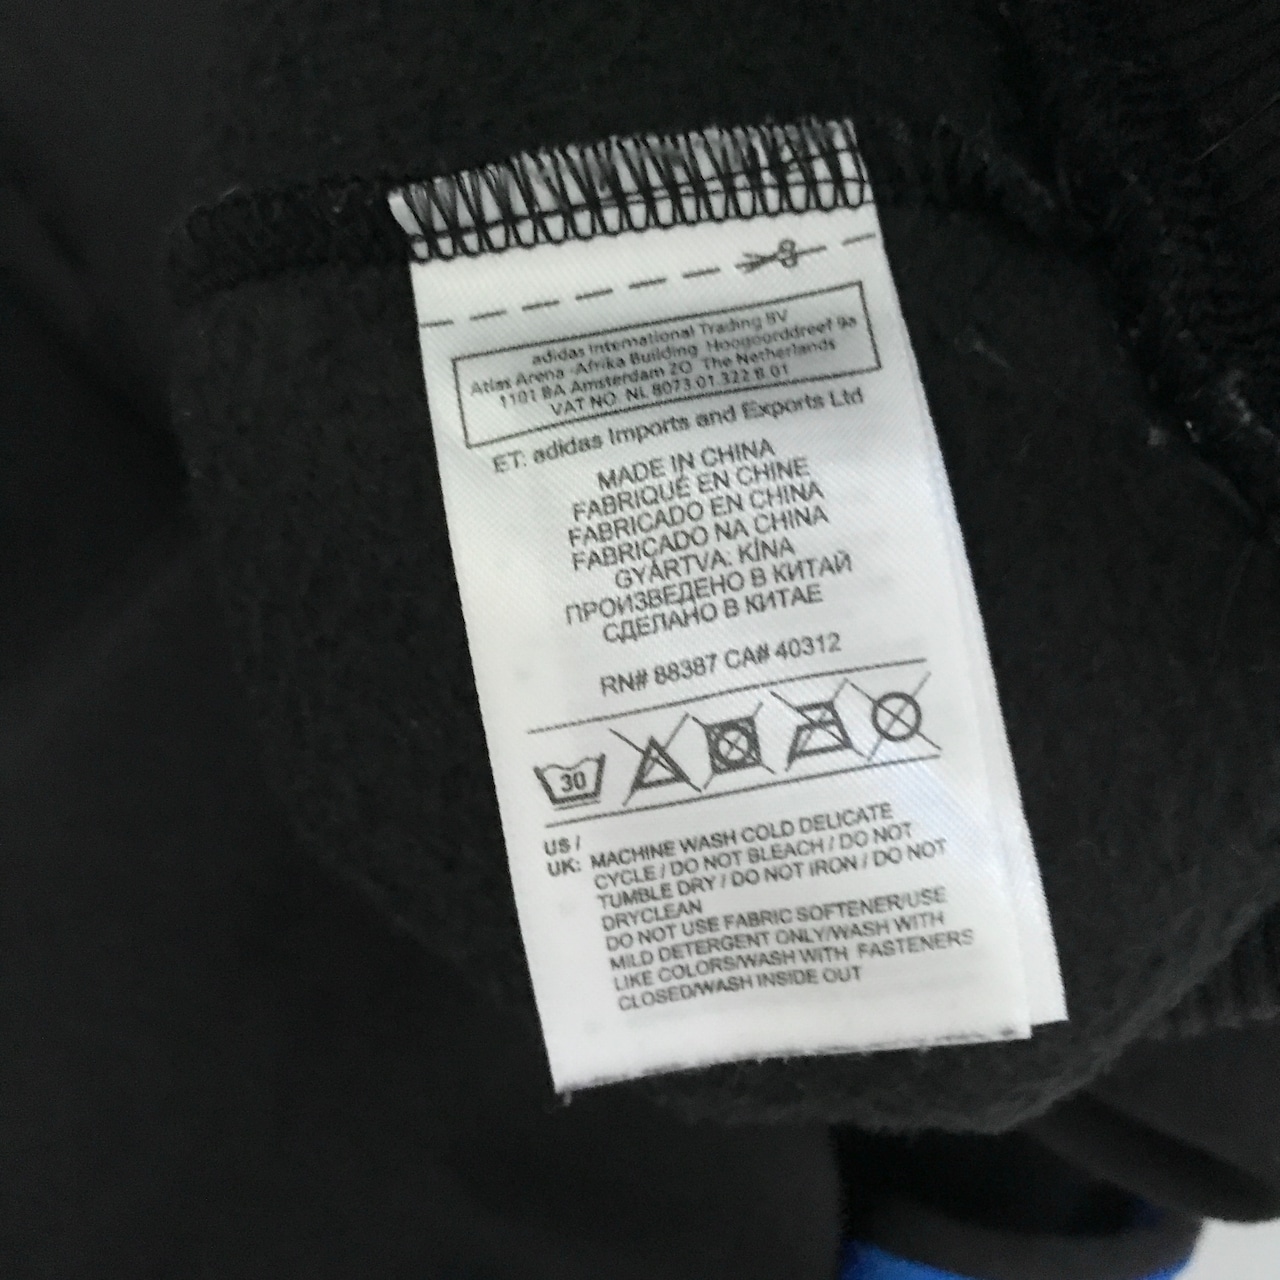 adidas International Trading BV
Atlas Arena -Afrika Building Hoogoorddreef 9a
1101 BA Amsterdam ZO The Netherlands
VAT NO. NL 8073.01.322.B.01
ET: adidas Imports and Exports Ltd
MADE IN CHINA
FABRIQUÉ EN CHINE
FABRICADO EN CHINA
FABRICADO NA CHINA
GYÁRTVA: KÍNA
ПРОИЗВЕДЕНО В КИТАЙ
СДЕЛАНО В КИТАЕ
RN# 88387 CA# 40312
30
US /
UK: MACHINE WASH COLD DELICATE
CYCLE / DO NOT BLEACH / DO NOT
TUMBLE DRY / DO NOT IRON / DO NOT
DRYCLEAN
DO NOT USE FABRIC SOFTENER/USE
MILD DETERGENT ONLY/WASH WITH
LIKE COLORS/WASH WITH FASTENERS
CLOSED/WASH INSIDE OUT